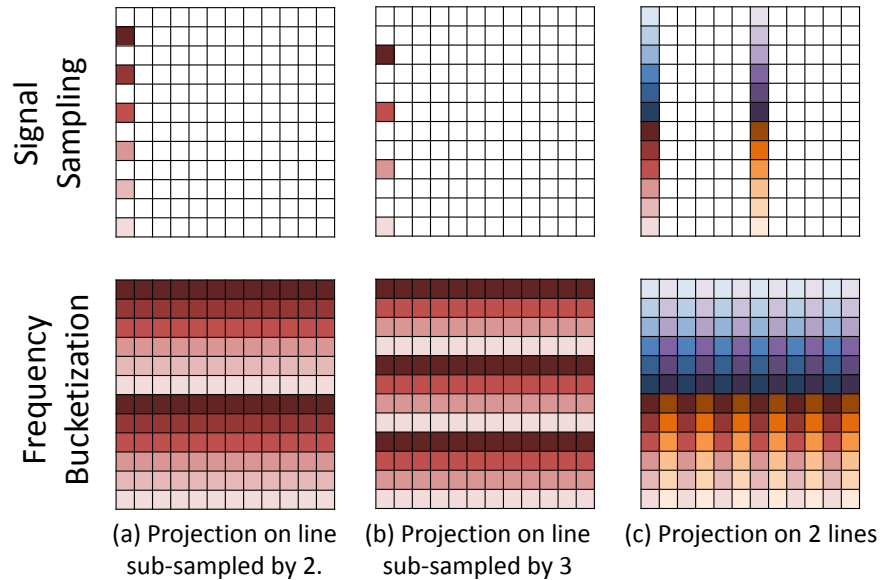 Signal
Sampling
Frequency
Bucketization
(a) Projection on line
sub-sampled by 2.
(b) Projection on line
sub-sampled by 3
(c) Projection on 2 lines